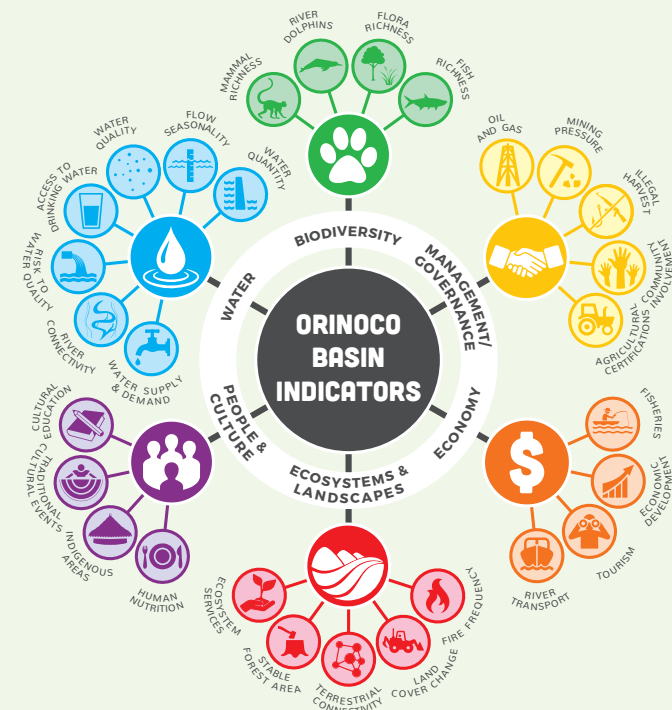 ORINOCO
BASIN
INDICATORS
BIODIVERSITY
MANAGEMENT/
GOVERNANCE
ECONOMY
ECOSYSTEMS &
LANDSCAPES
PEOPLE &
CULTURE
WATER
MAMMAL
RICHNESS
RIVER
DOLPHINS
FLORA
RICHNESS
FISH
RICHNESS
OIL
AND GAS
MINING
PRESSURE
ILLEGAL
HARVEST
COMMUNITY
INVOLVEMENT
AGRICULTURAL
CERTIFICATIONS
FISHERIES
ECONOMIC
DEVELOPMENT
TOURISM
RIVER
TRANSPORT
FIRE FREQUENCY
LAND
COVER CHANGE
TERRESTRIAL
CONNECTIVITY
STABLE
FOREST AREA
ECOSYSTEM
SERVICES
HUMAN
NUTRITION
INDIGENOUS
AREAS
TRADITIONAL
CULTURAL EVENTS
CULTURAL
EDUCATION
WATER SUPPLY
& DEMAND
RIVER
CONNECTIVITY
RISK TO
WATER QUALITY
ACCESS TO
DRINKING WATER
WATER
QUALITY
FLOW
SEASONALITY
WATER
QUANTITY